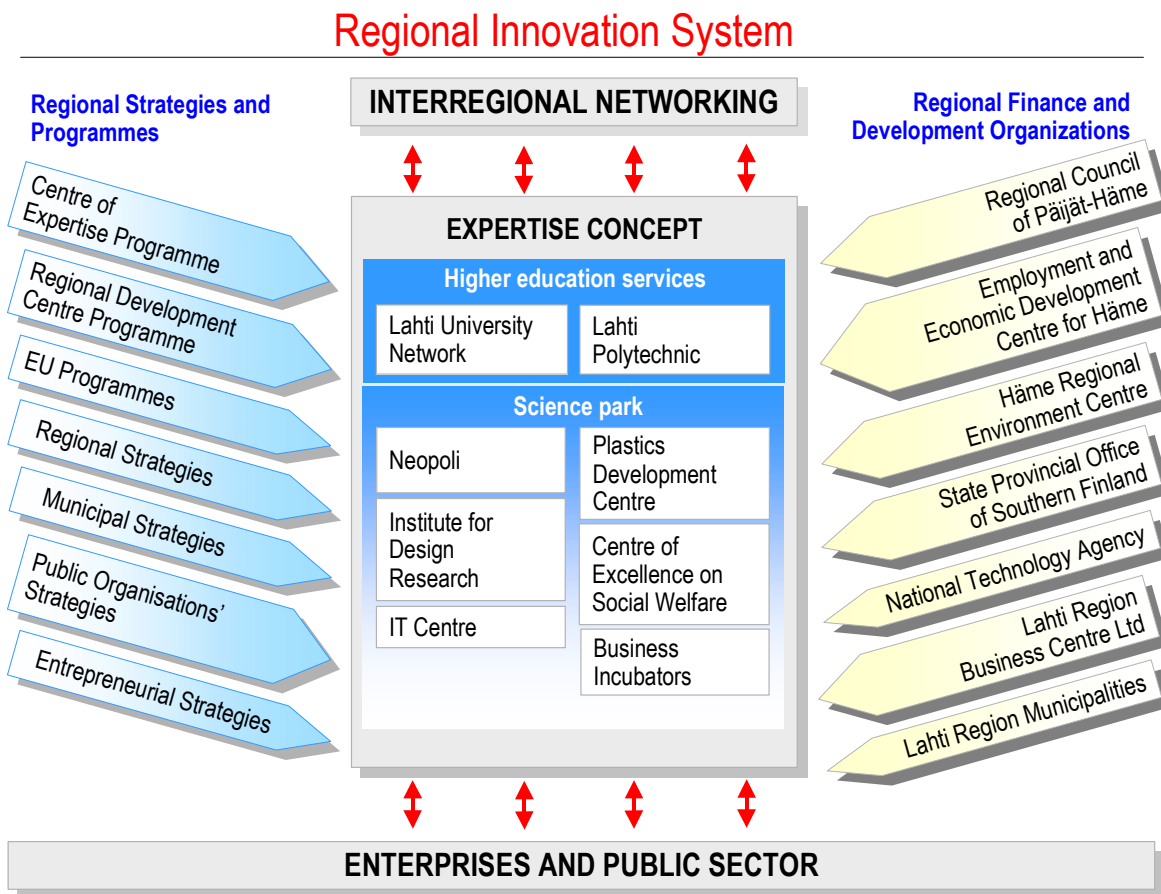 Regional Innovation System
Regional Strategies and
Programmes
Centre of
Expertise Programme
Regional Development
Centre Programme
EU Programmes
Regional Strategies
Municipal Strategies
Public Organisations’
Strategies
Entrepreneurial Strategies
INTERREGIONAL NETWORKING
EXPERTISE CONCEPT
Higher education services
Lahti University
Network
Lahti
Polytechnic
Science park
Neopoli
Institute for
Design
Research
IT Centre
Plastics
Development
Centre
Centre of
Excellence on
Social Welfare
Business
Incubators
Regional Finance and
Development Organizations
Regional Council
of Päijät-Häme
Employment and
Economic Development
Centre for Häme
Häme Regional
Environment Centre
State Provincial Office
of Southern Finland
National Technology Agency
Lahti Region
Business Centre Ltd
Lahti Region Municipalities
ENTERPRISES AND PUBLIC SECTOR